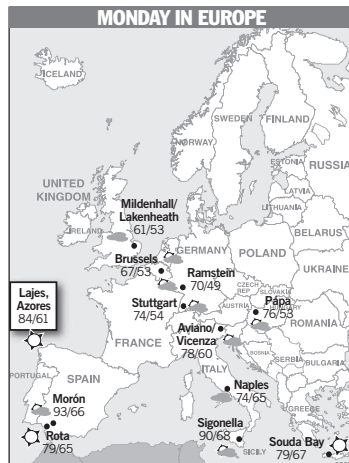 MONDAY IN EUROPE
ICELAND
SWEDEN
FINLAND
NORWAY
ESTONIA
RUSSIA
LATVIA
LITHUANIA
UNITED
KINGDOM
Mildenhall/
Lakenheath
61/53
IRELAND
BELARUS
Brussels
67/53
GERMANY
POLAND
Ramstein
70/49
UKRAINE
CZECH
REP
SLOVAKIA
Lajes,
Azores
84/61
Stuttgart
74/54
AUSTRIA
Pápa
76/53
HUNGARY
Aviano/
Vicenza
78/60
ROMANIA
FRANCE
BOSNIA
SERBIA
BULGARIA
ITALY
PORTUGAL
SPAIN
Morón
93/66
Naples
74/65
GREECE
Rota
79/65
Sigonella
90/68
SICILY
Souda Bay
79/67